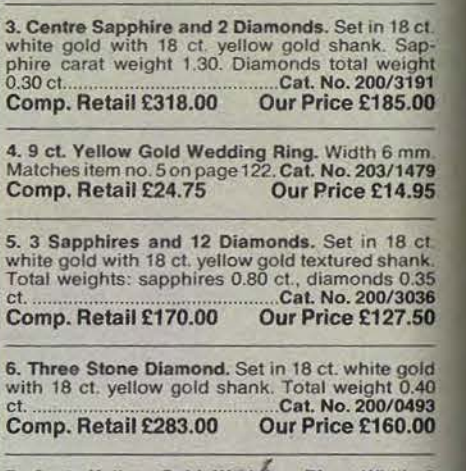 3. Centre Sapphire and 2 Diamonds. Set in 18 ct.
white gold with 18 ct. yellow gold shank. Sap-
phire carat weight 1.30. Diamonds total weight
0.30 ct.......................................Cat. No. 200/3191
Comp. Retail £318.00 Our Price £185.00
4. 9 ct. Yellow Gold Wedding Ring. Width 6 mm.
Matches item no. 5 on page 122. Cat. No. 203/1479
Comp. Retail £24.75 Our Price £14.95
5. 3 Sapphires and 12 Diamonds. Set in 18 ct.
white gold with 18 ct. yellow gold textured shank.
Total weights: sapphires 0.80 ct., diamonds 0.35
ct. ............................................Cat. No. 200/3036
Comp. Retail £170.00 Our Price £127.50
6. Three Stone Diamond. Set in 18 ct. white gold
with 18 ct. yellow gold shank. Total weight 0.40
ct. ............................................Cat. No. 200/0493
Comp. Retail £283.00 Our Price £160.00